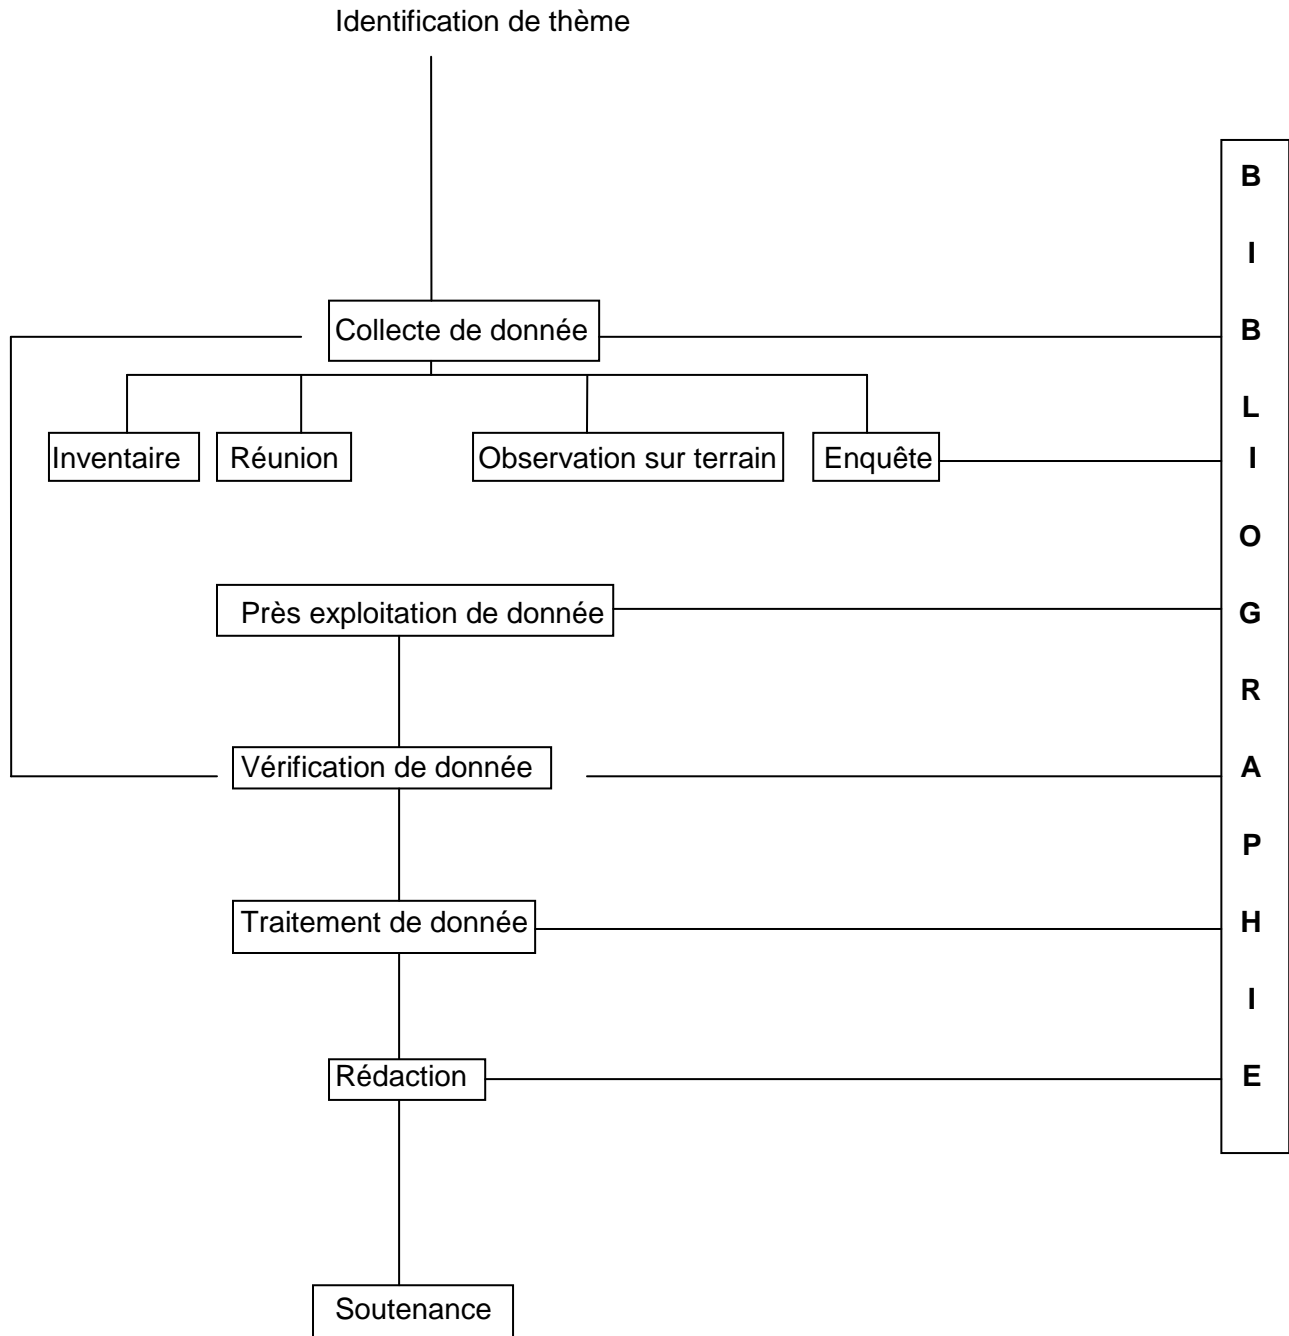 Identification de thème
Collecte de donnée
Inventaire
Réunion
Observation sur terrain
Enquête
Près exploitation de donnée
Vérification de donnée
Traitement de donnée
Rédaction
Soutenance
B
I
B
L
I
O
G
R
A
P
H
I
E